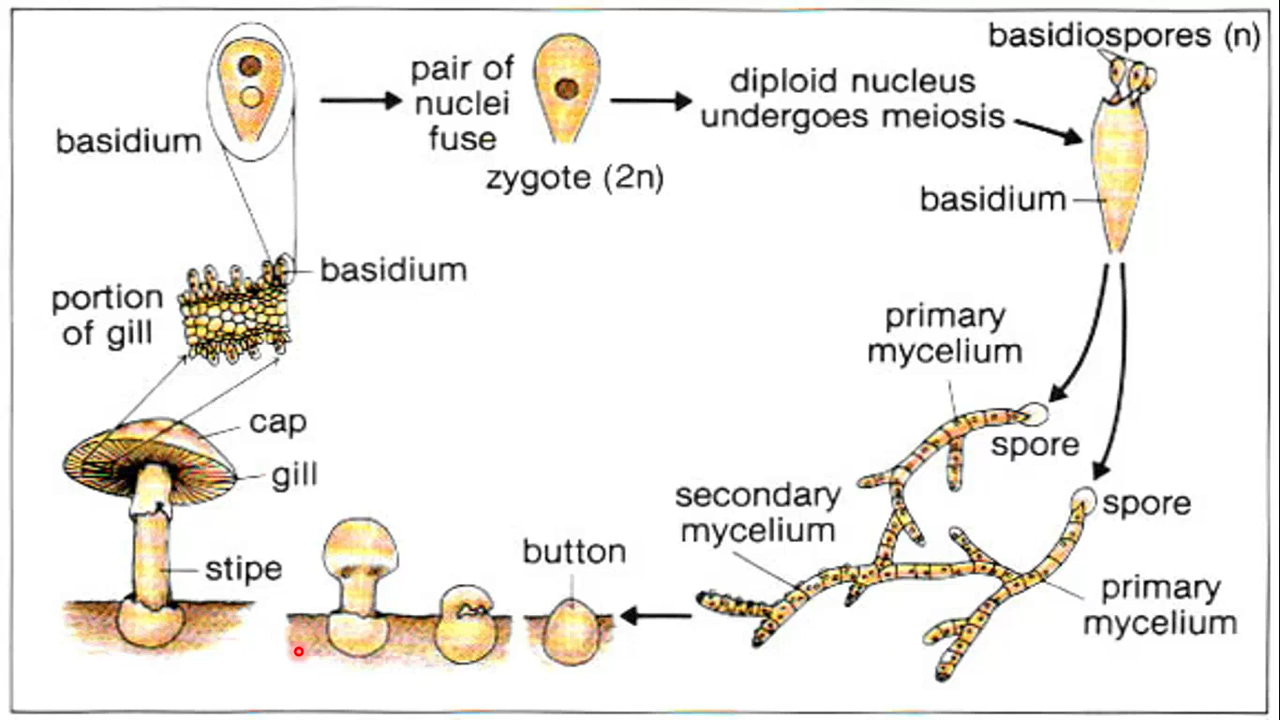 basidiospores (n)
pair of
nuclei
fuse
diploid nucleus
undergoes meiosis
basidium
zygote (2n)
basidium
basidium
portion
of gill
primary
mycelium
cap
spore
gill
secondary
mycelium
spore
button
stipe
primary
mycelium